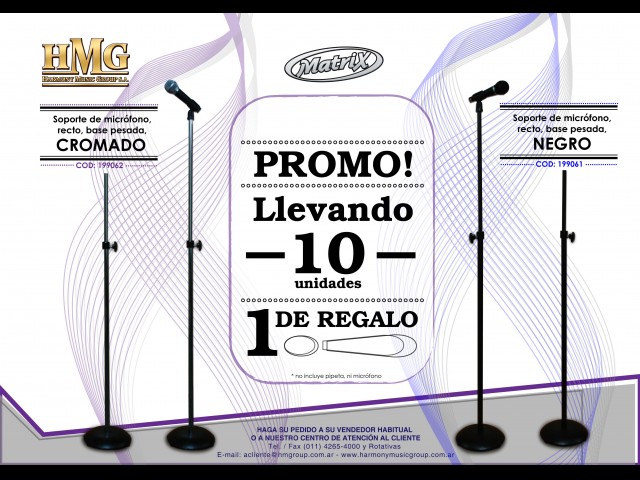 HMG
HARMONY MUSIC GROUP S.A.
Matrix
Soporte de micrófono,
recto, base pesada,
CROMADO
COD: 199062
Soporte de micrófono,
recto, base pesada,
NEGRO
COD: 199061
PROMO!
Llevando
10
unidades
1 DE REGALO
* no incluye pipeta, ni micrófono
HAGA SU PEDIDO A SU VENDEDOR HABITUAL
O A NUESTRO CENTRO DE ATENCIÓN AL CLIENTE
Tel. / Fax (011) 4265-4000 y Rotativas
E-mail: acliente@hmgroup.com.ar - www.harmonymusicgroup.com.ar